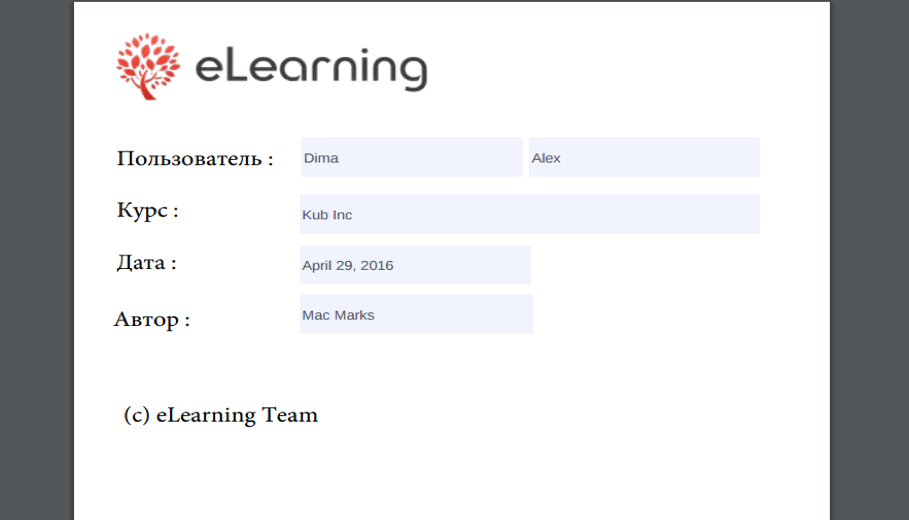 eLearning
Пользователь : Dima Alex
Курс : Kub Inc
Дата : April 29, 2016
Автор : Mac Marks
(c) eLearning Team